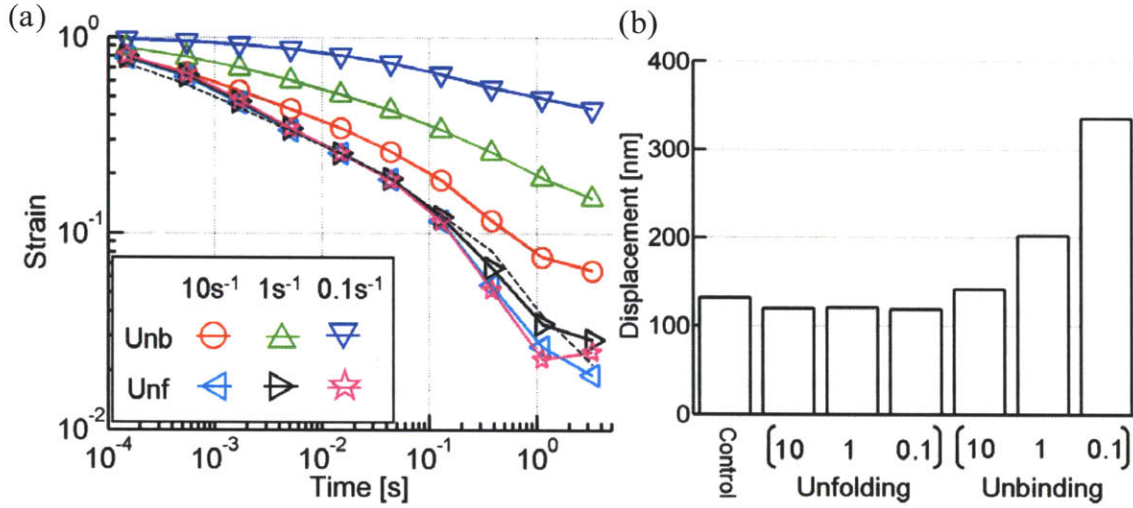 (a)
10⁰
10⁻¹
10⁻²
Strain
10s⁻¹ 1s⁻¹ 0.1s⁻¹
Unb
Unf
10⁻⁴ 10⁻³ 10⁻² 10⁻¹ 10⁰
Time [s]
(b)
400
300
200
100
0
Displacement [nm]
Control
[10 1 0.1]
[10 1 0.1]
Unfolding
Unbinding